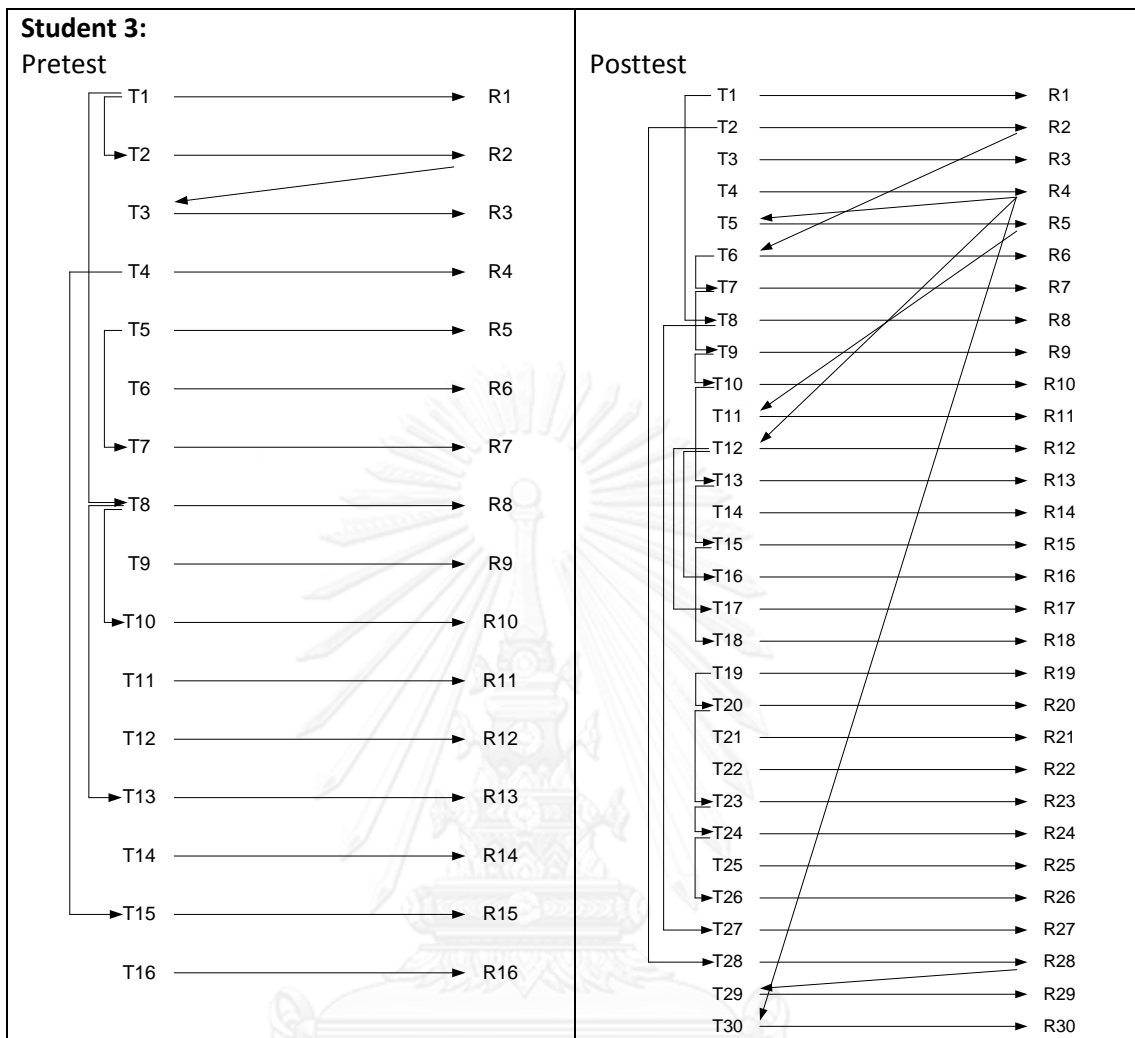 Student 3:
Pretest
T1 R1
T2 R2
T3 R3
T4 R4
T5 R5
T6 R6
T7 R7
T8 R8
T9 R9
T10 R10
T11 R11
T12 R12
T13 R13
T14 R14
T15 R15
T16 R16
Posttest
T1 R1
T2 R2
T3 R3
T4 R4
T5 R5
T6 R6
T7 R7
T8 R8
T9 R9
T10 R10
T11 R11
T12 R12
T13 R13
T14 R14
T15 R15
T16 R16
T17 R17
T18 R18
T19 R19
T20 R20
T21 R21
T22 R22
T23 R23
T24 R24
T25 R25
T26 R26
T27 R27
T28 R28
T29 R29
T30 R30